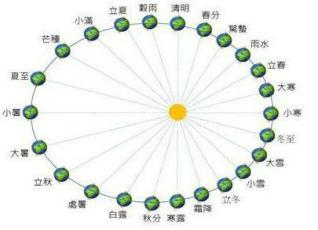 清明
春分
驚蟄
雨水
立春
大寒
小寒
冬至
大雪
小雪
立冬
霜降
寒露
秋分
白露
處暑
立秋
大暑
小暑
夏至
芒種
小滿
立夏
穀雨